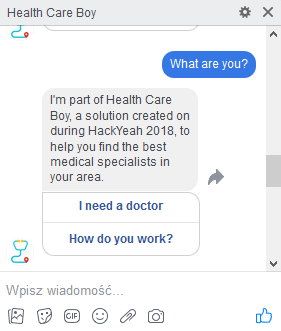 Health Care Boy
What are you?
I'm part of Health Care
Boy, a solution created on
during HackYeah 2018, to
help you find the best
medical specialists in
your area.
I need a doctor
How do you work?
Wpisz wiadomość...
GIF